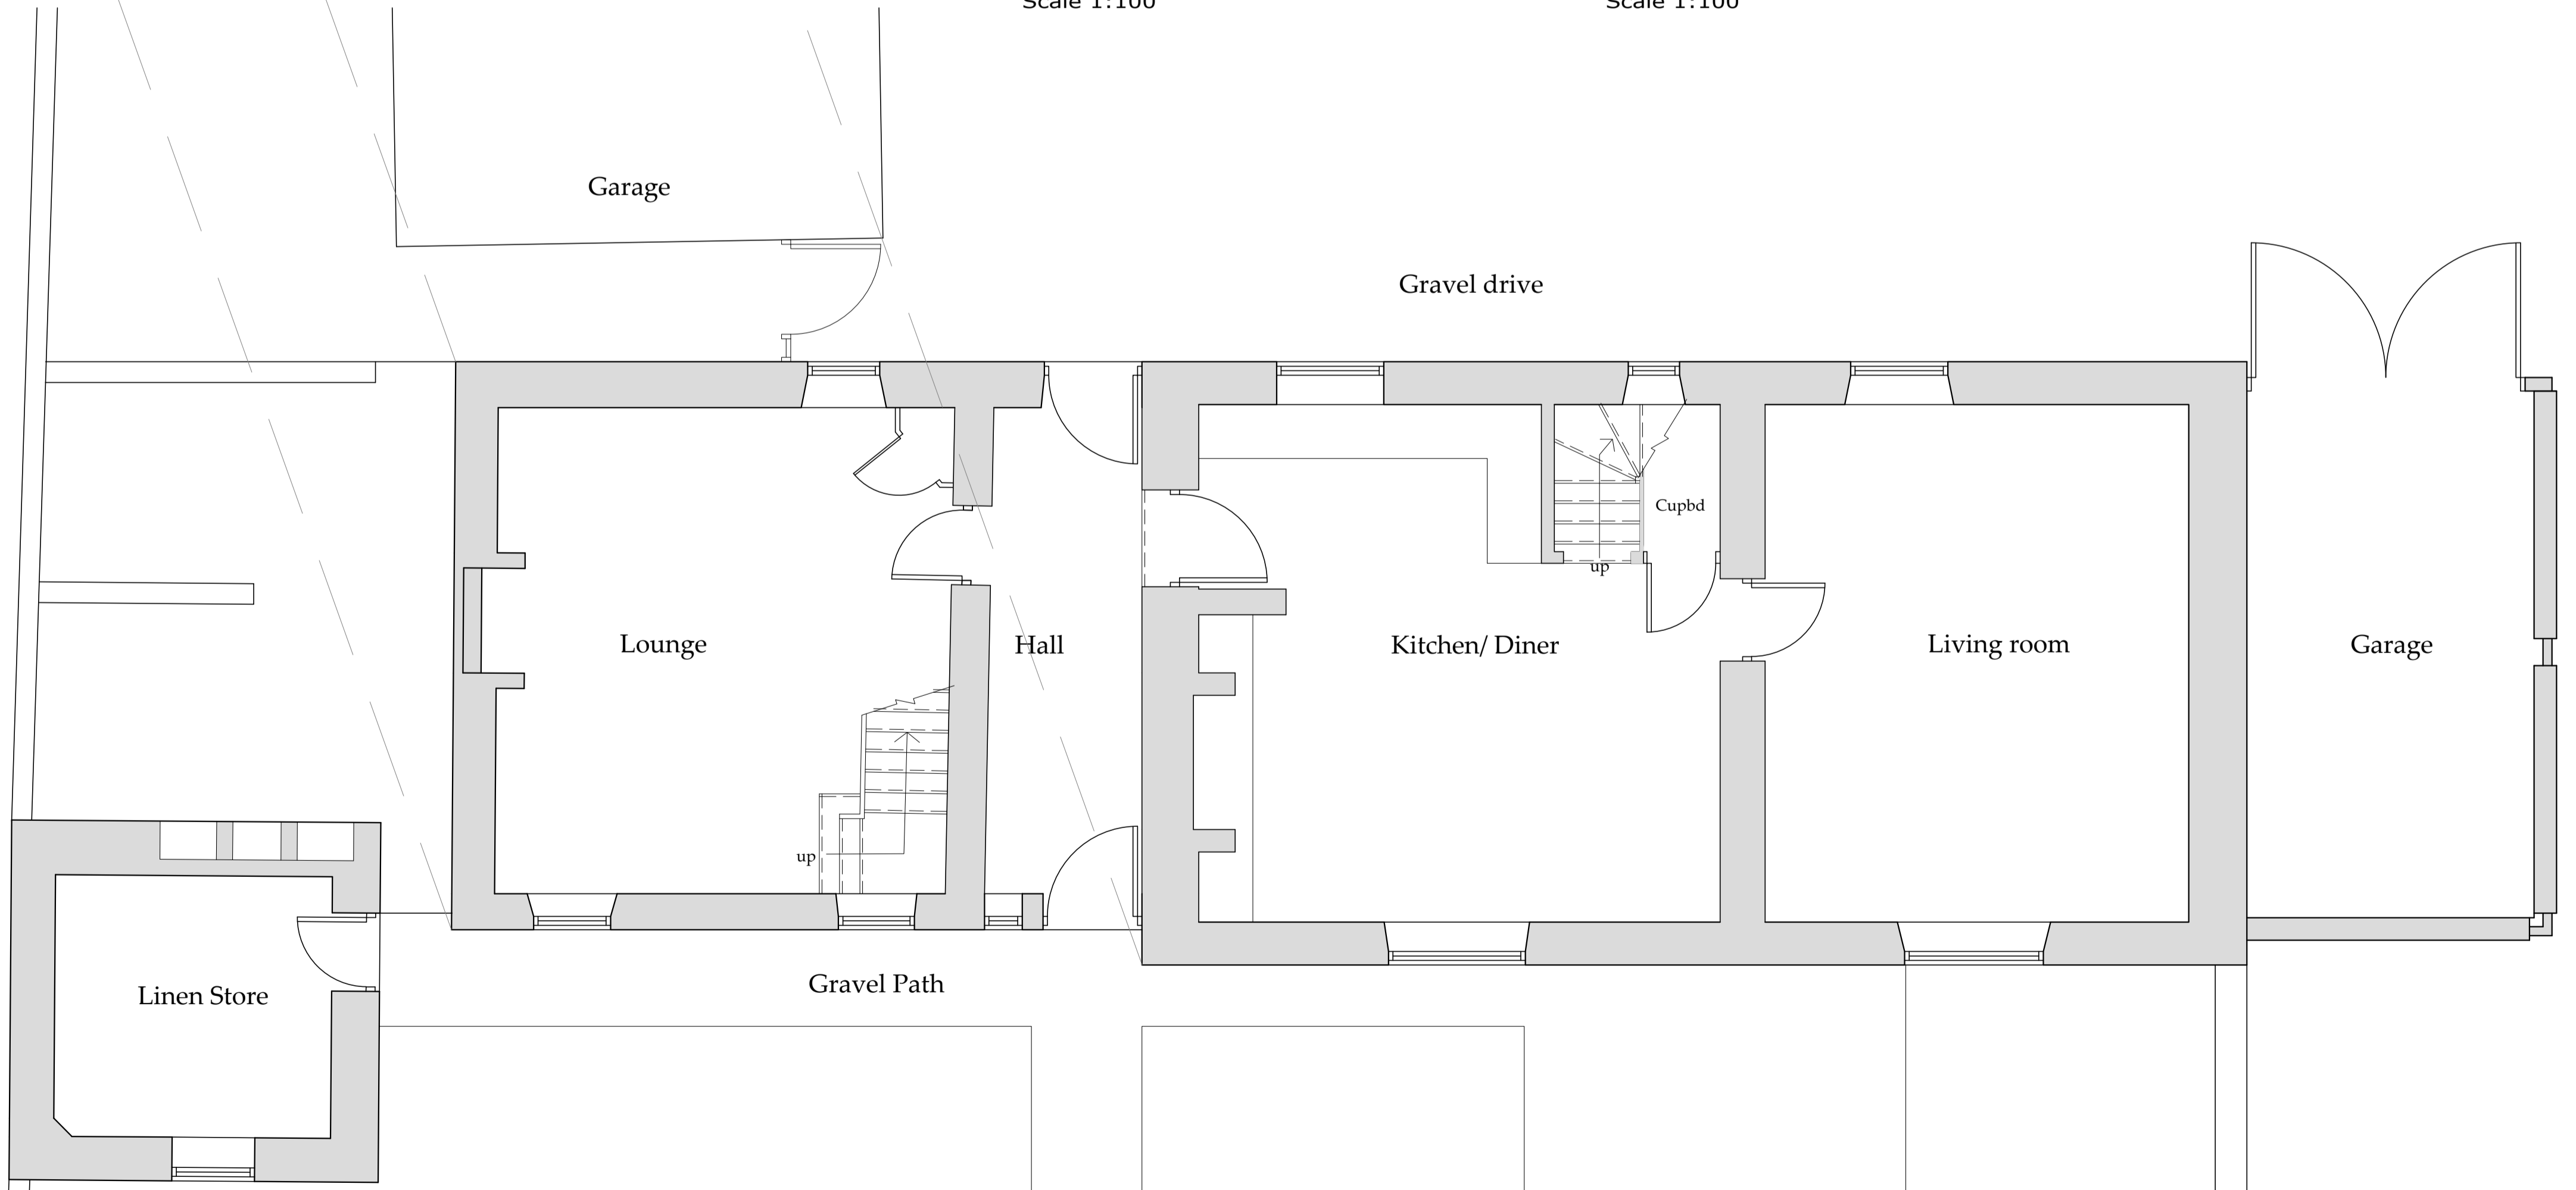 Scale 1:100
Scale 1:100
Garage
Gravel drive
Cupbd
up
Lounge
Hall
Kitchen/ Diner
Living room
Garage
up
Gravel Path
Linen Store